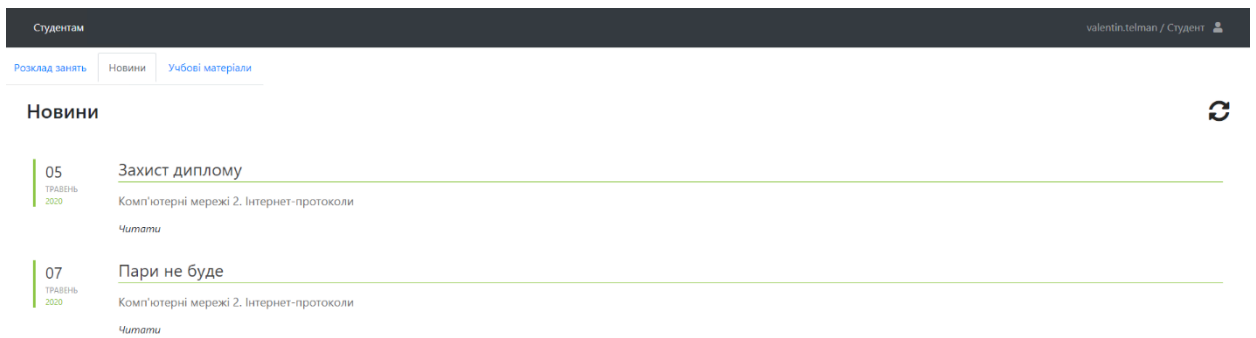 Студентам
valentin.telman / Студент
Розклад занять Новини Учбові матеріали
Новини
05
ТРАВЕНЬ
2020
Захист диплому
Комп'ютерні мережі 2. Інтернет-протоколи
Читати
07
ТРАВЕНЬ
2020
Пари не буде
Комп'ютерні мережі 2. Інтернет-протоколи
Читати